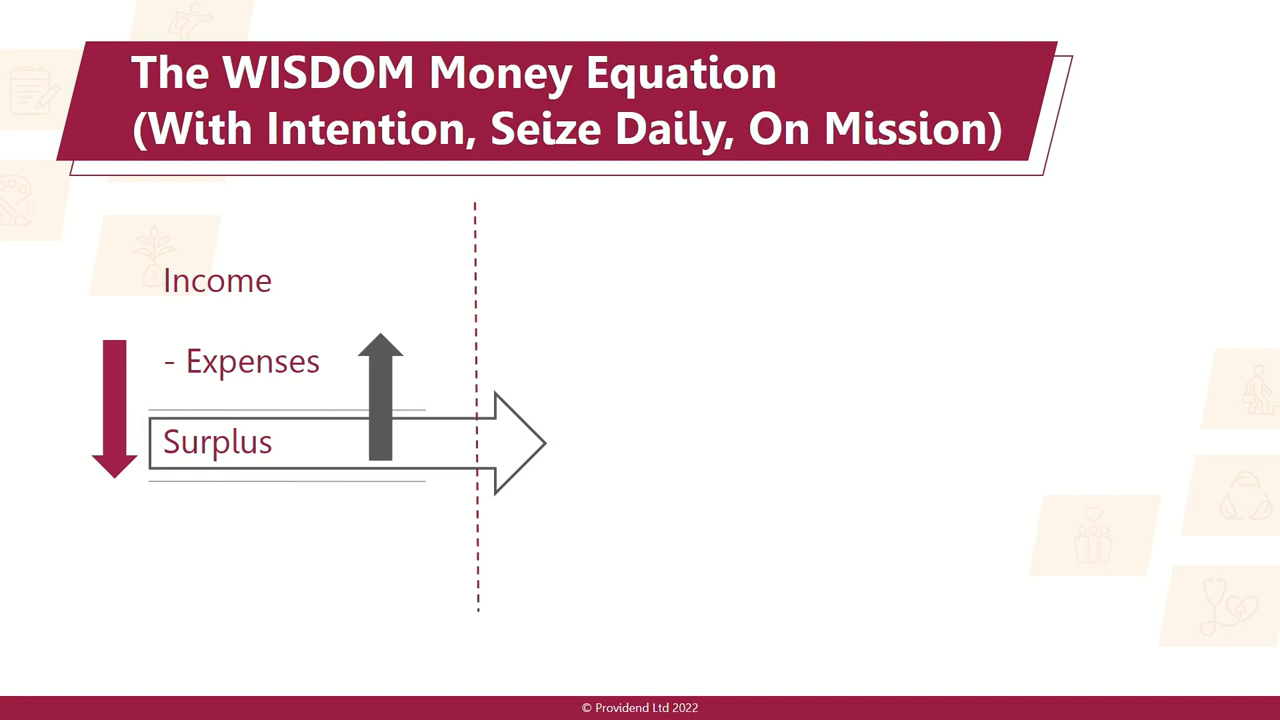 The WISDOM Money Equation
(With Intention, Seize Daily, On Mission)
Income
- Expenses
Surplus
© Providend Ltd 2022